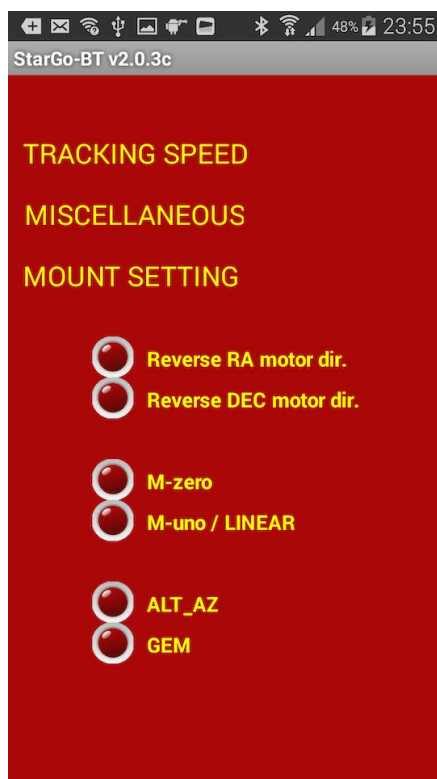 48% 23:55
StarGo-BT v2.0.3c
TRACKING SPEED
MISCELLANEOUS
MOUNT SETTING
Reverse RA motor dir.
Reverse DEC motor dir.
M-zero
M-uno / LINEAR
ALT_AZ
GEM